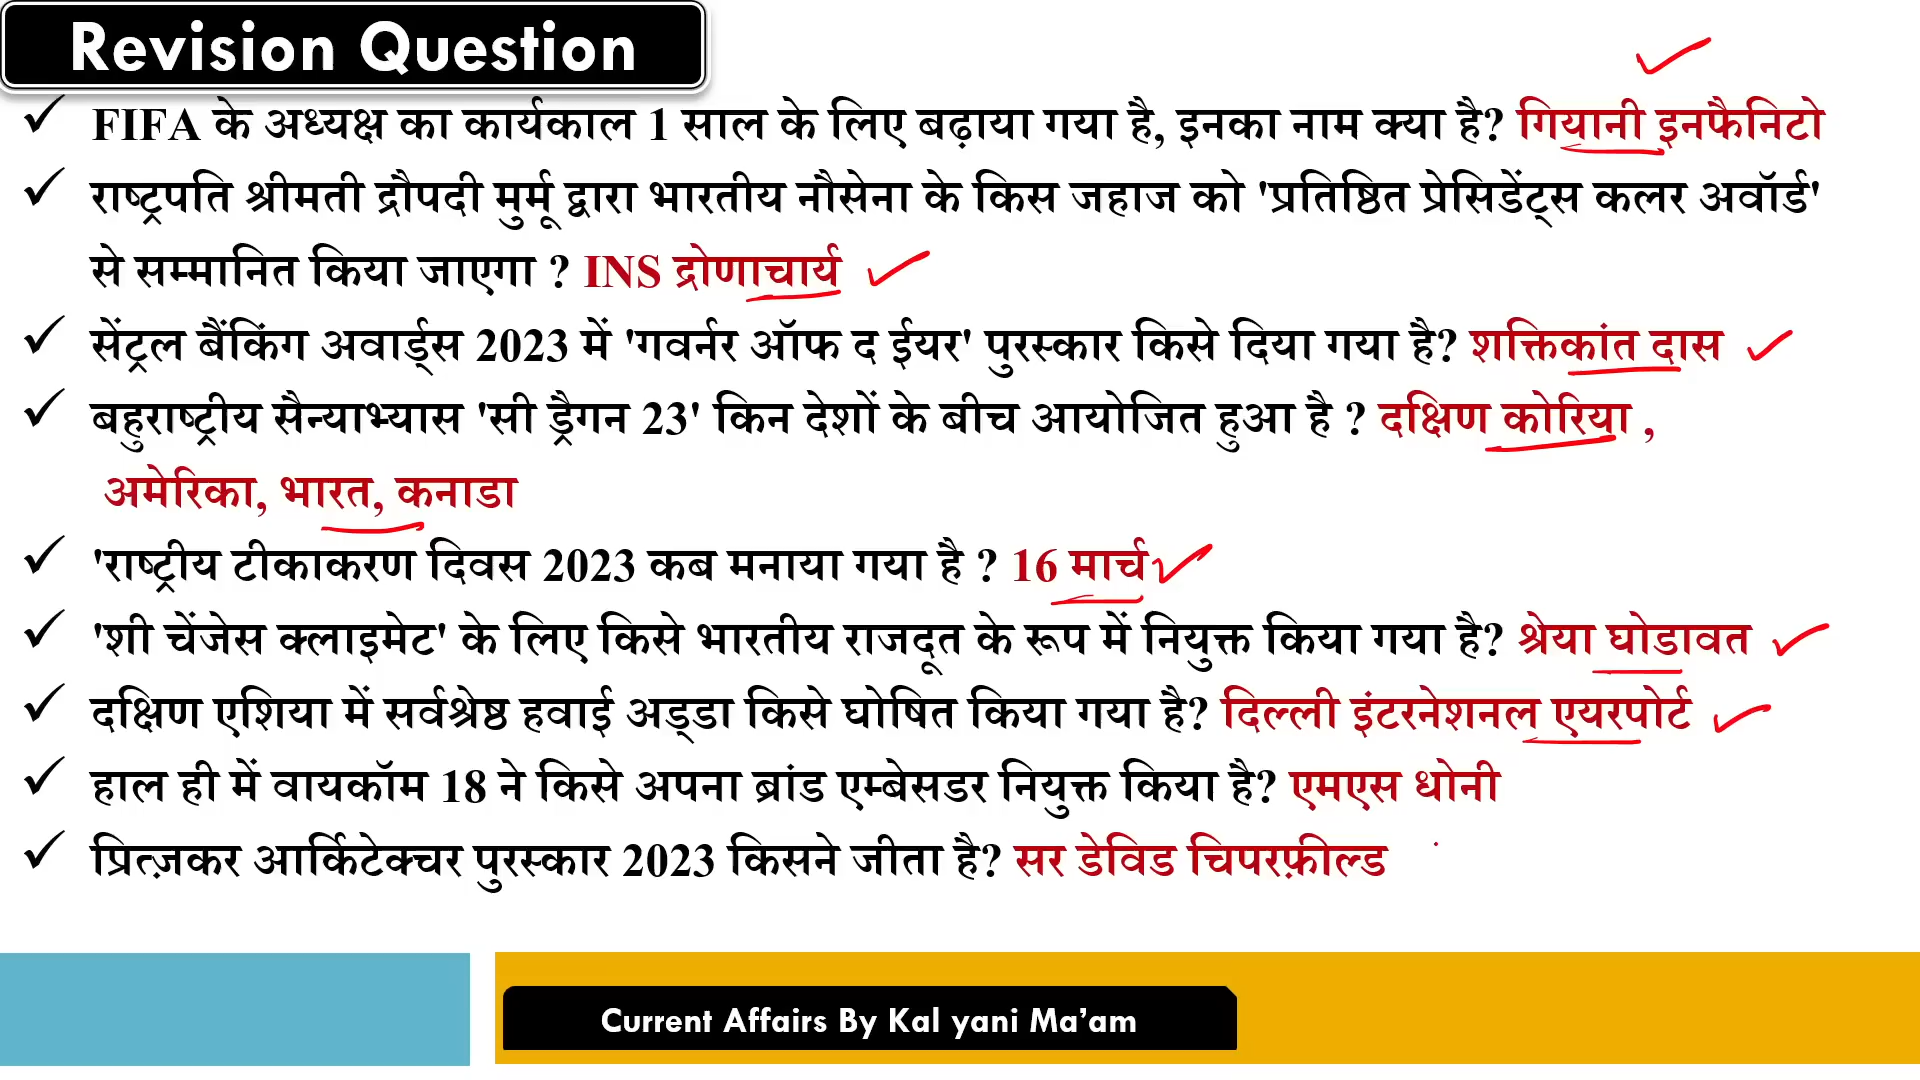 Revision Question
✓ FIFA के अध्यक्ष का कार्यकाल 1 साल के लिए बढ़ाया गया है, इनका नाम क्या है? गियानी इनफैनिटो
✓ राष्ट्रपति श्रीमती द्रौपदी मुर्मू द्वारा भारतीय नौसेना के किस जहाज को 'प्रतिष्ठित प्रेसिडेंट्स कलर अवॉर्ड'
से सम्मानित किया जाएगा ? INS द्रोणाचार्य
✓ सेंट्रल बैंकिंग अवार्ड्स 2023 में 'गवर्नर ऑफ द ईयर' पुरस्कार किसे दिया गया है? शक्तिकांत दास
✓ बहुराष्ट्रीय सैन्याभ्यास 'सी ड्रैगन 23' किन देशों के बीच आयोजित हुआ है ? दक्षिण कोरिया ,
अमेरिका, भारत, कनाडा
✓ 'राष्ट्रीय टीकाकरण दिवस 2023 कब मनाया गया है ? 16 मार्च
✓ 'शी चेंजेस क्लाइमेट' के लिए किसे भारतीय राजदूत के रूप में नियुक्त किया गया है? श्रेया घोडावत
✓ दक्षिण एशिया में सर्वश्रेष्ठ हवाई अड्डा किसे घोषित किया गया है? दिल्ली इंटरनेशनल एयरपोर्ट
✓ हाल ही में वायकॉम 18 ने किसे अपना ब्रांड एम्बेसडर नियुक्त किया है? एमएस धोनी
✓ प्रित्ज़कर आर्किटेक्चर पुरस्कार 2023 किसने जीता है? सर डेविड चिपरफ़ील्ड
Current Affairs By Kal yani Ma’am